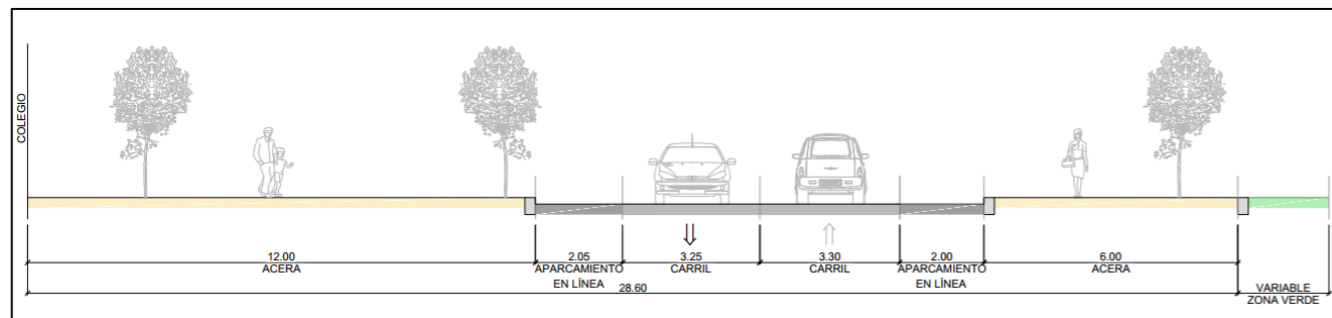 COLEGIO
12.00
ACERA
2.05
APARCAMIENTO
EN LÍNEA
3.25
CARRIL
3.30
CARRIL
2.00
APARCAMIENTO
EN LÍNEA
6.00
ACERA
28.60
VARIABLE
ZONA VERDE